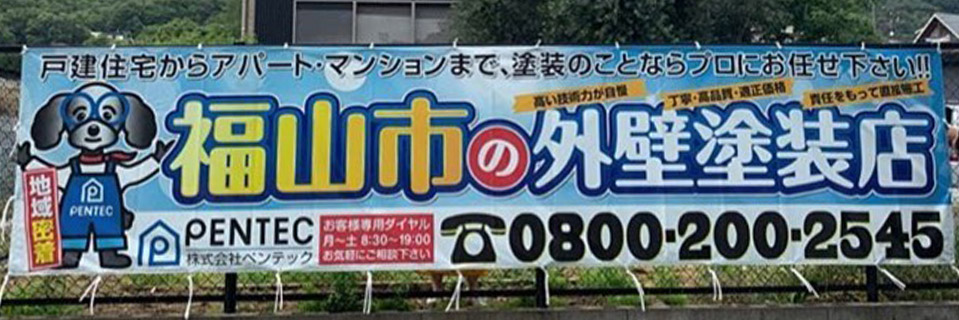 戸建住宅からアパート・マンションまで、塗装のことならプロにお任せ下さい!!
高い技術力が自慢
丁寧・高品質・適正価格
責任をもって直接施工
福山市の外壁塗装店
PENTEC
地域密着
PENTEC
株式会社ペンテック
お客様専用ダイヤル
月〜土 8:30〜19:00
お気軽にご相談下さい
0800-200-2545